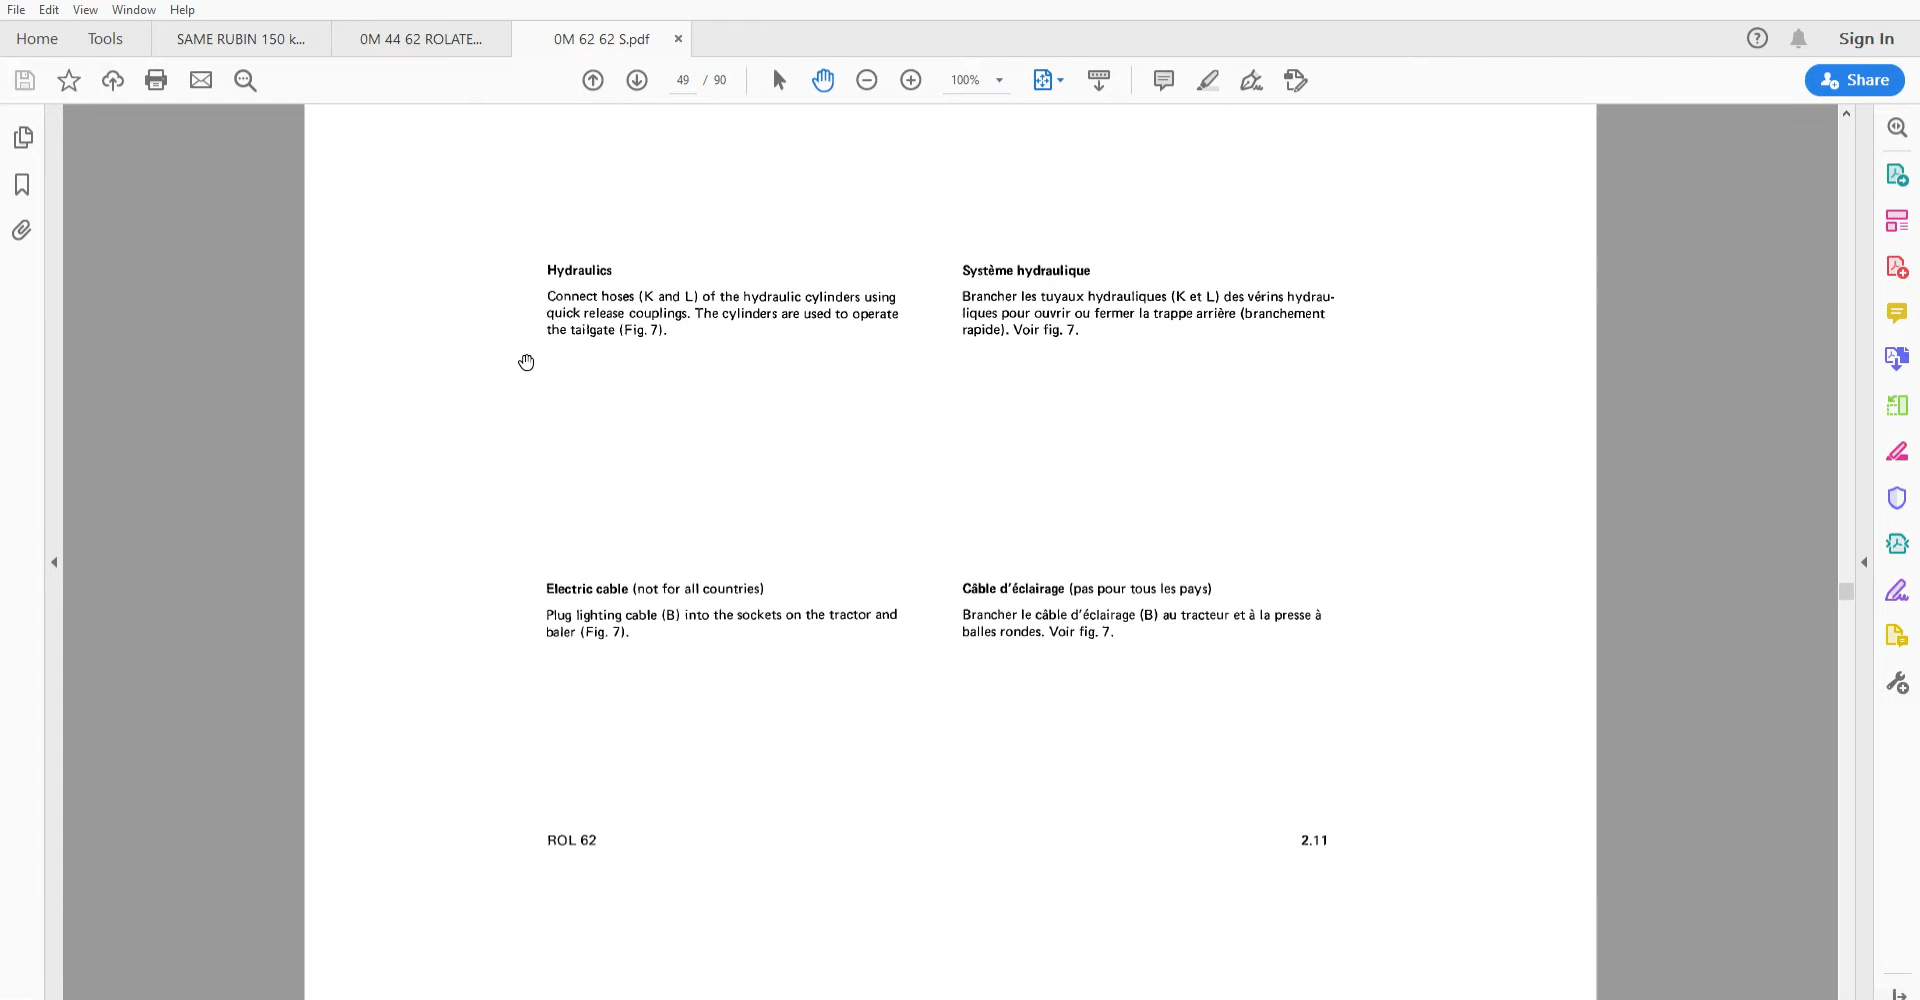 File Edit View Window Help
Home Tools SAME RUBIN 150 k... 0M 44 62 ROLATE... 0M 62 62 S.pdf Sign In
49 / 90 100% Share
Hydraulics
Connect hoses (K and L) of the hydraulic cylinders using
quick release couplings. The cylinders are used to operate
the tailgate (Fig. 7).
Système hydraulique
Brancher les tuyaux hydrauliques (K et L) des vérins hydrau-
liques pour ouvrir ou fermer la trappe arrière (branchement
rapide). Voir fig. 7.
Electric cable (not for all countries)
Plug lighting cable (B) into the sockets on the tractor and
baler (Fig. 7).
Câble d'éclairage (pas pour tous les pays)
Brancher le câble d'éclairage (B) au tracteur et à la presse à
balles rondes. Voir fig. 7.
ROL 62 2.11